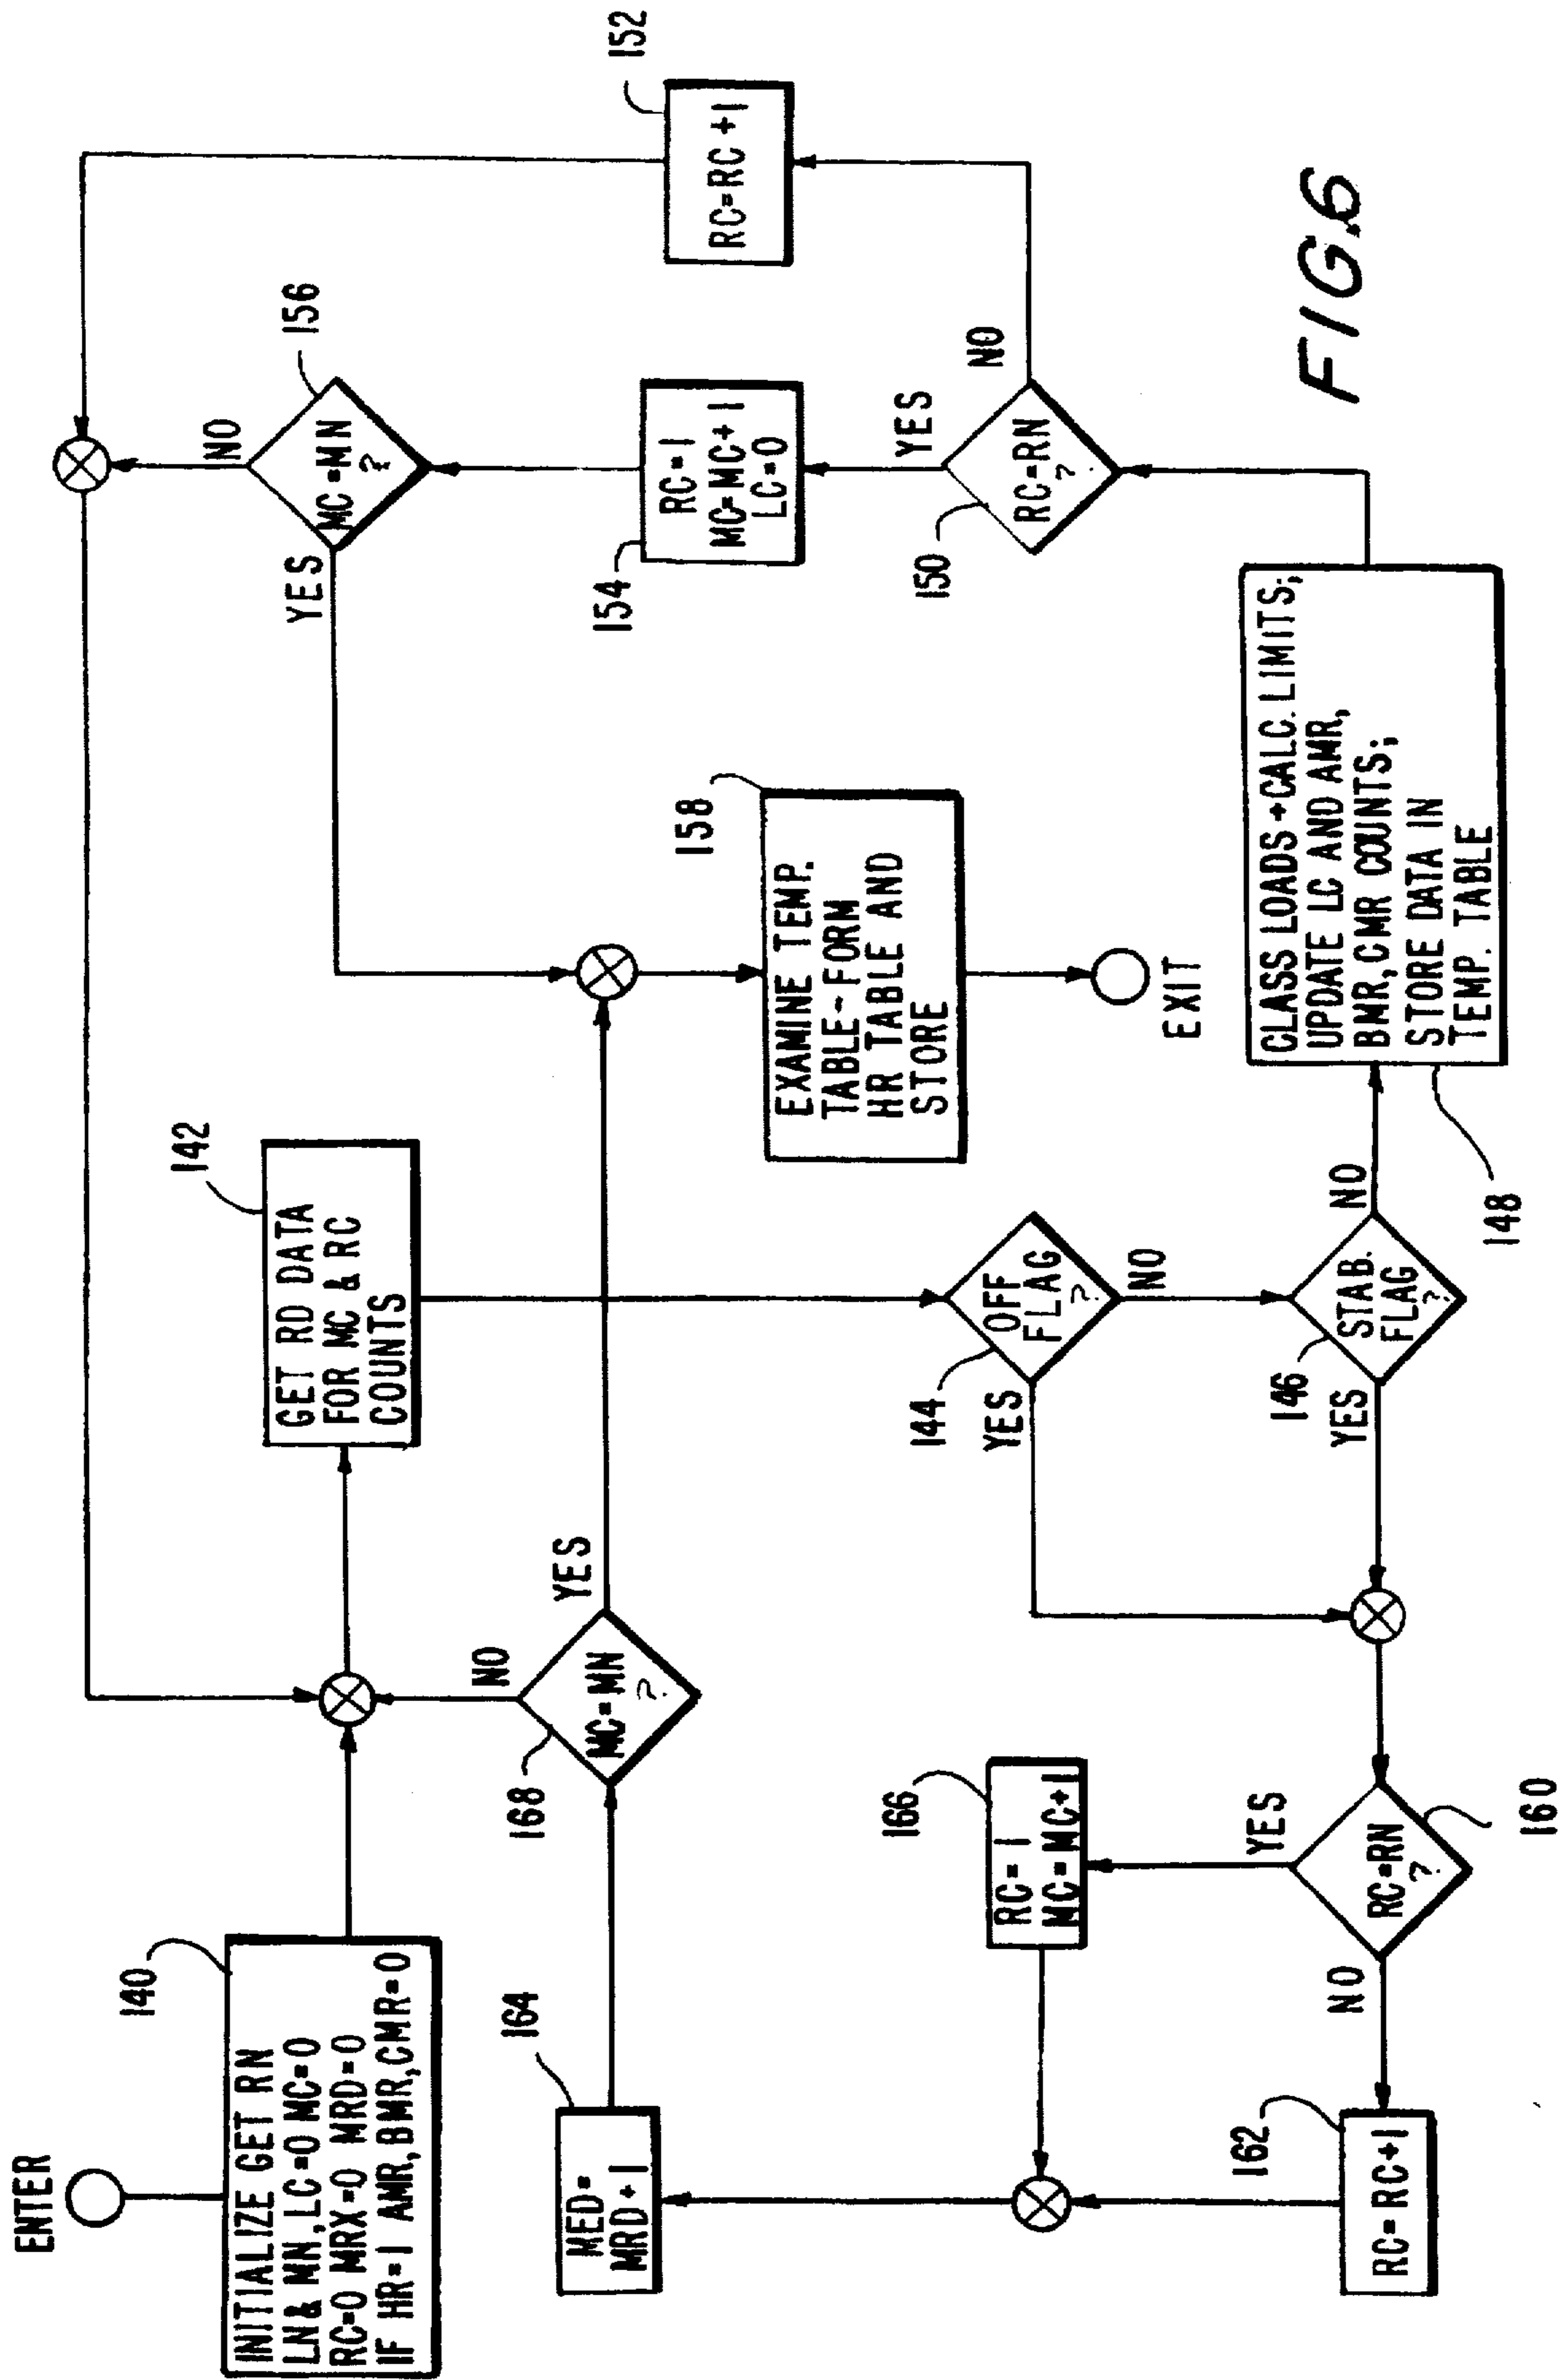 ENTER
140
INITIALIZE GET RN
LN & MN, LC=0 MC=0
RC=0 MRX=0 MRD=0
IF HR=1 AMR, BMR, CMR=0
142
GET RD DATA
FOR MC & RC
COUNTS
164
MED=
MRD+1
168
MC=MN
?
NO
YES
166
RC=1
MC=MC+1
162
RC=RC+1
160
RC=RN
?
NO
YES
144
OFF
FLAG
?
YES
NO
146
STAB.
FLAG
?
YES
NO
148
CLASS LOADS+CALC. LIMITS;
UPDATE LC AND AMR,
BMR, CMR COUNTS;
STORE DATA IN
TEMP. TABLE
158
EXAMINE TEMP.
TABLE-FORM
HR TABLE AND
STORE
EXIT
156
MC=MN
?
YES
NO
154
RC=1
MC=MC+1
LC=0
150
RC=RN
?
YES
NO
152
RC=RC+1
FIG.6